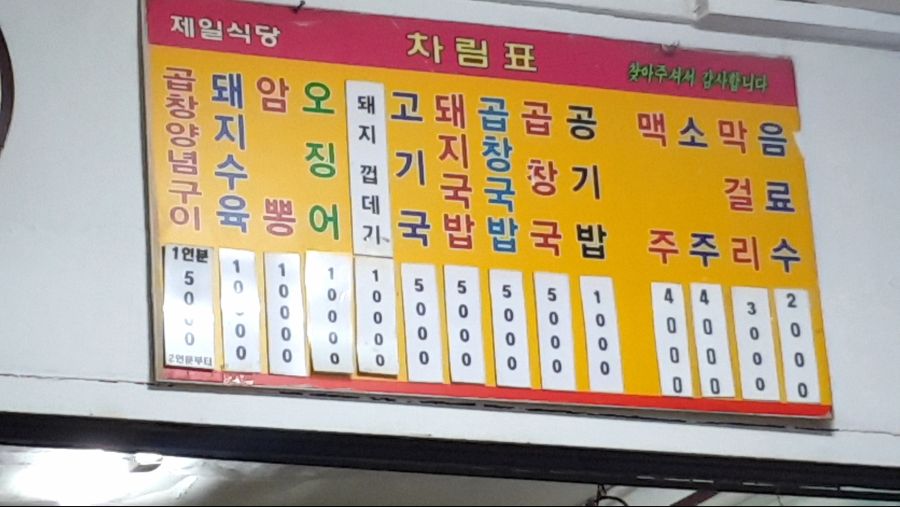 제일식당
차림표
찾아주셔서 감사합니다
곱창양념구이
1인분
5000
2인분부터
돼지수육
10000
암뽕
10000
오징어
10000
돼지 껍데기
10000
고기국
5000
돼지국밥
5000
곱창국밥
5000
곱창국
5000
공기밥
1000
맥주
4000
소주
4000
막걸리
3000
음료수
2000